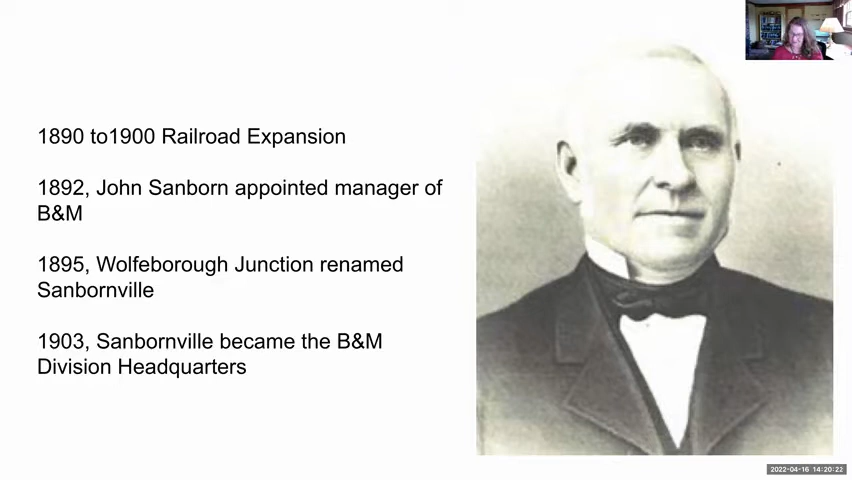 1890 to1900 Railroad Expansion
1892, John Sanborn appointed manager of
B&M
1895, Wolfeborough Junction renamed
Sanbornville
1903, Sanbornville became the B&M
Division Headquarters
2022-04-16 14:20:22